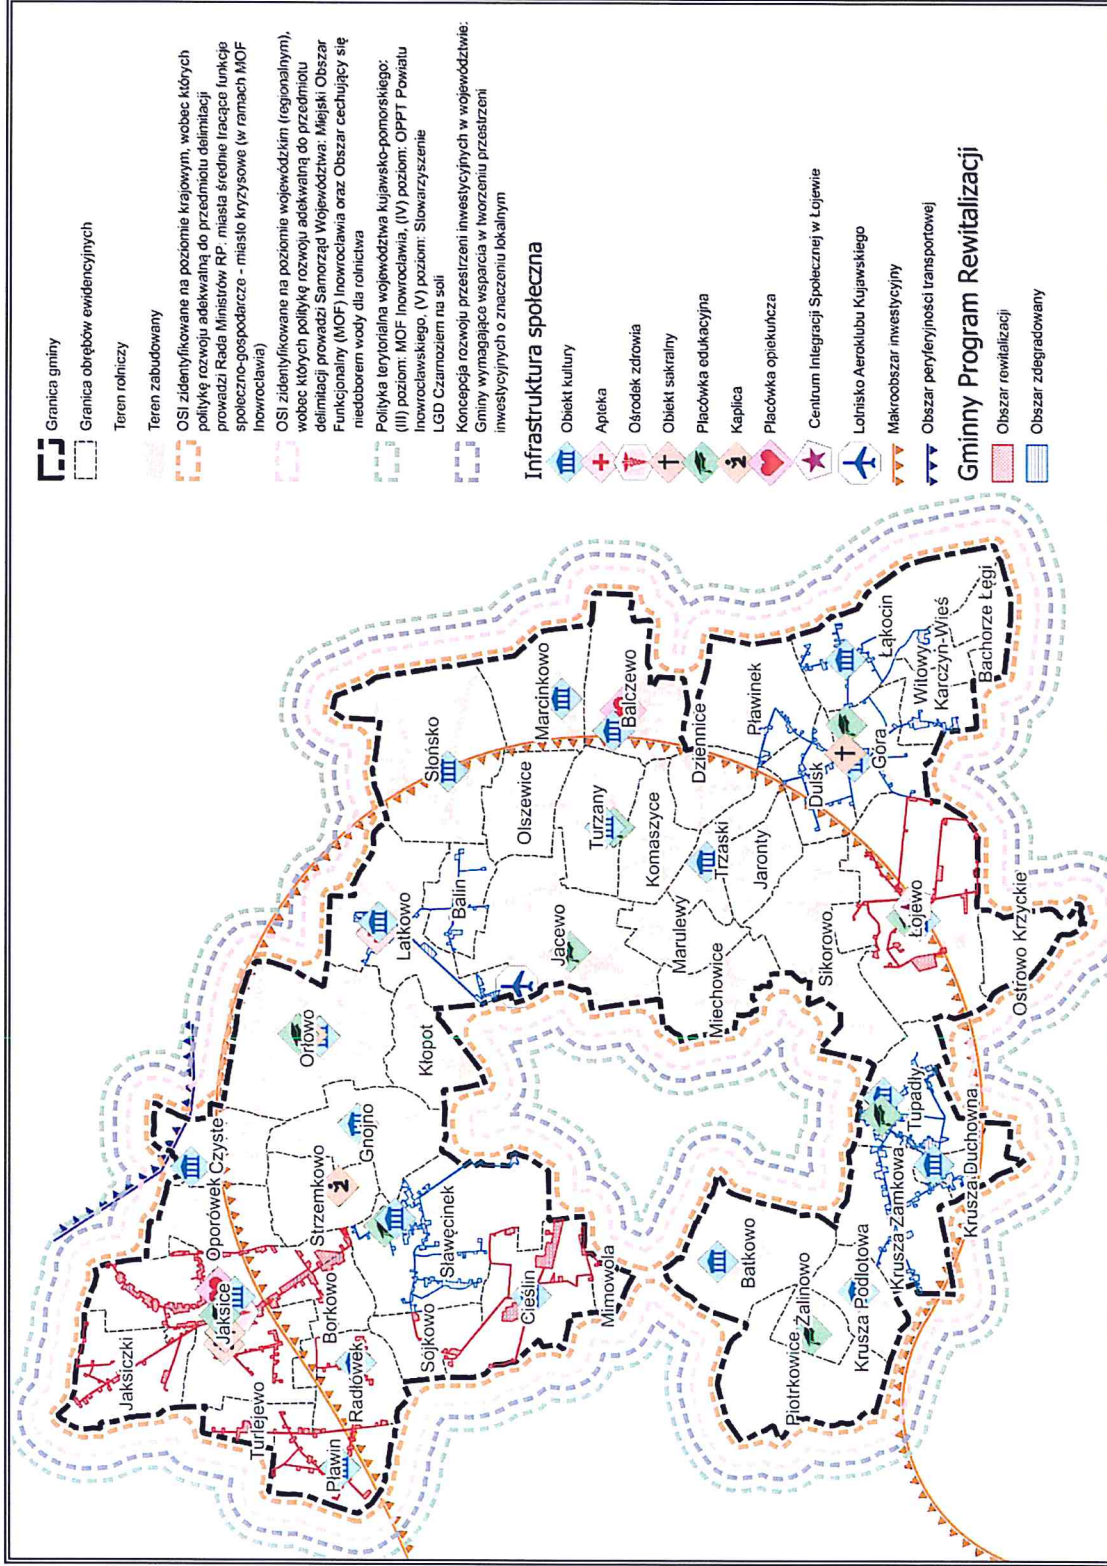 Granica gminy
Granica obrębów ewidencyjnych
Teren rolniczy
Teren zabudowany
OSI zidentyfikowane na poziomie krajowym, wobec których
politykę rozwoju adekwatną do przedmiotu delimitacji
prowadzi Rada Ministrów RP: miasta średnie tracące funkcje
społeczno-gospodarcze - miasto kryzysowe (w ramach MOF
Inowrocławia)
OSI zidentyfikowane na poziomie wojewódzkim (regionalnym),
wobec których politykę rozwoju adekwatną do przedmiotu
delimitacji prowadzi Samorząd Województwa: Miejski Obszar
Funkcjonalny (MOF) Inowrocławia oraz Obszar cechujący się
niedoborem wody dla rolnictwa
Polityka terytorialna województwa kujawsko-pomorskiego:
(III) poziom: MOF Inowrocławia, (IV) poziom: OPPT Powiatu
Inowrocławskiego, (V) poziom: Stowarzyszenie
LGD Czarnoziem na soli
Koncepcja rozwoju przestrzeni inwestycyjnych w województwie:
Gminy wymagające wsparcia w tworzeniu przestrzeni
inwestycyjnych o znaczeniu lokalnym
Infrastruktura społeczna
Obiekt kultury
Apteka
Ośrodek zdrowia
Obiekt sakralny
Placówka edukacyjna
Kaplica
Placówka opiekuńcza
Centrum Integracji Społecznej w Łojewie
Lotnisko Aeroklubu Kujawskiego
Makroobszar inwestycyjny
Obszar peryferyjności transportowej
Gminny Program Rewitalizacji
Obszar rewitalizacji
Obszar zdegradowany
Jaksiczki
Oporówek
Czyste
Jaksice
Turlejewo
Borkowo
Strzemkowo
Orłowo
Radłówek
Pławin
Gnojno
Kłopot
Latkowo
Słońsko
Sójkowo
Sławęcinek
Balin
Olszewice
Marcinkowo
Cieślin
Jacewo
Turzany
Balczewo
Mimowola
Komaszyce
Marulewy
Dziennice
Miechowice
Trzaski
Batkowo
Jaronty
Pławinek
Piotrkowice
Żalinowo
Sikorowo
Dulsk
Krusza Podlotowa
Góra
Łąkocin
Krusza Zamkowa
Tupadły
Łojewo
Witowy
Karczyn-Wieś
Krusza Duchowna
Ostrowo Krzyckie
Bachorze Łęgi